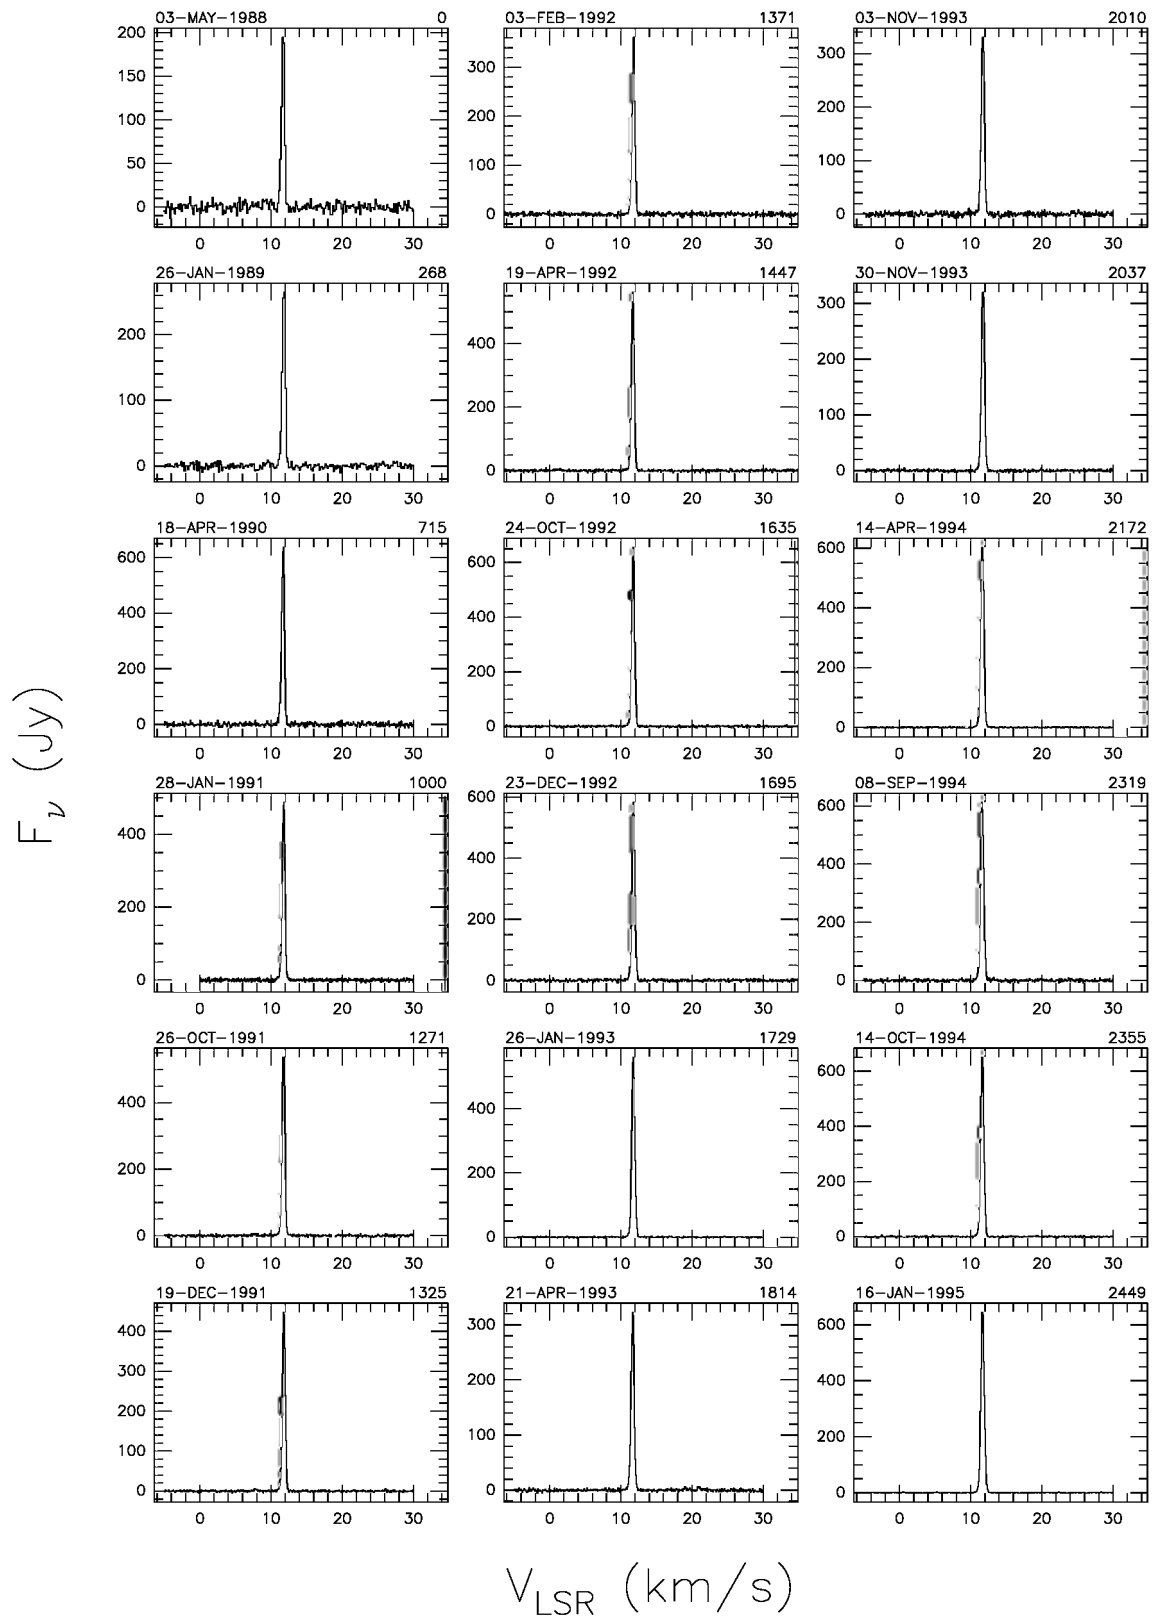 03-MAY-1988 0
200
150
100
50
0
0 10 20 30
26-JAN-1989 268
200
100
0
0 10 20 30
18-APR-1990 715
600
400
200
0
0 10 20 30
28-JAN-1991 1000
400
200
0
0 10 20 30
26-OCT-1991 1271
400
200
0
0 10 20 30
19-DEC-1991 1325
400
300
200
100
0
0 10 20 30
03-FEB-1992 1371
300
200
100
0
0 10 20 30
19-APR-1992 1447
400
200
0
0 10 20 30
24-OCT-1992 1635
600
400
200
0
0 10 20 30
23-DEC-1992 1695
600
400
200
0
0 10 20 30
26-JAN-1993 1729
400
200
0
0 10 20 30
21-APR-1993 1814
300
200
100
0
0 10 20 30
03-NOV-1993 2010
300
200
100
0
0 10 20 30
30-NOV-1993 2037
300
200
100
0
0 10 20 30
14-APR-1994 2172
600
400
200
0
0 10 20 30
08-SEP-1994 2319
600
400
200
0
0 10 20 30
14-OCT-1994 2355
600
400
200
0
0 10 20 30
16-JAN-1995 2449
600
400
200
0
0 10 20 30
Fν (Jy)
VLSR (km/s)